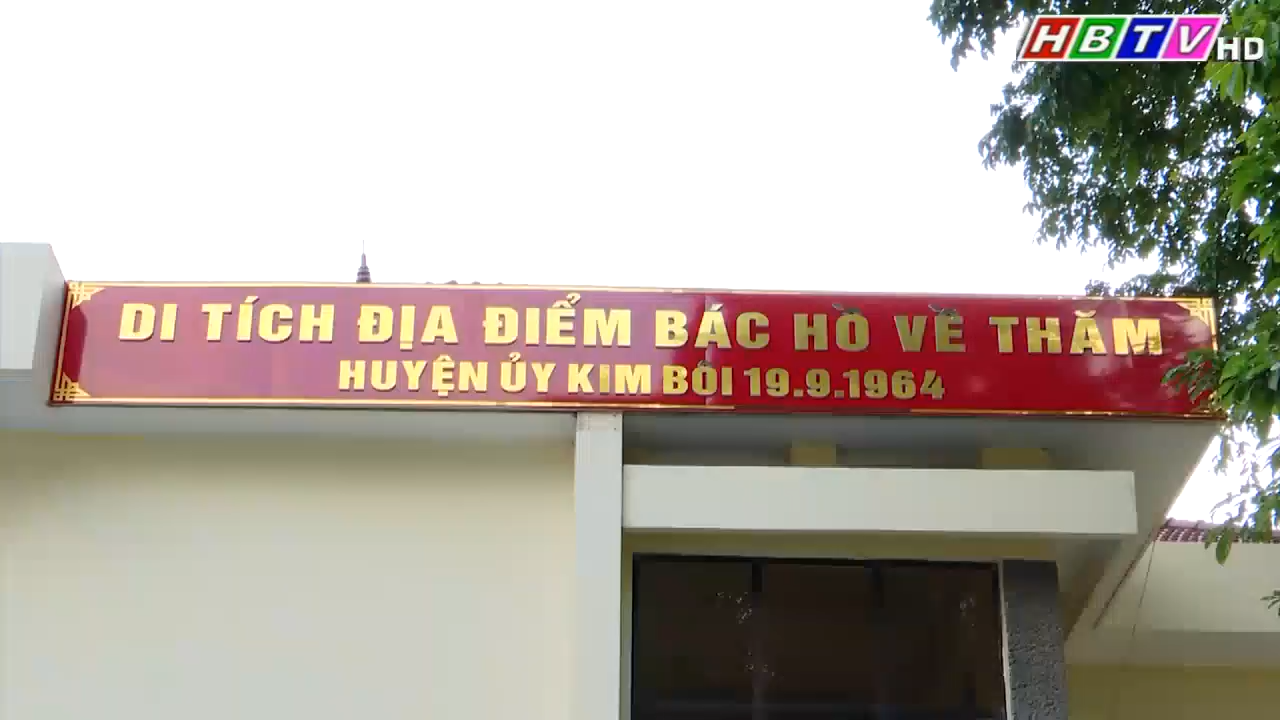 HBTV HD
DI TÍCH ĐỊA ĐIỂM BÁC HỒ VỀ THĂM
HUYỆN ỦY KIM BÔI 19.9.1964